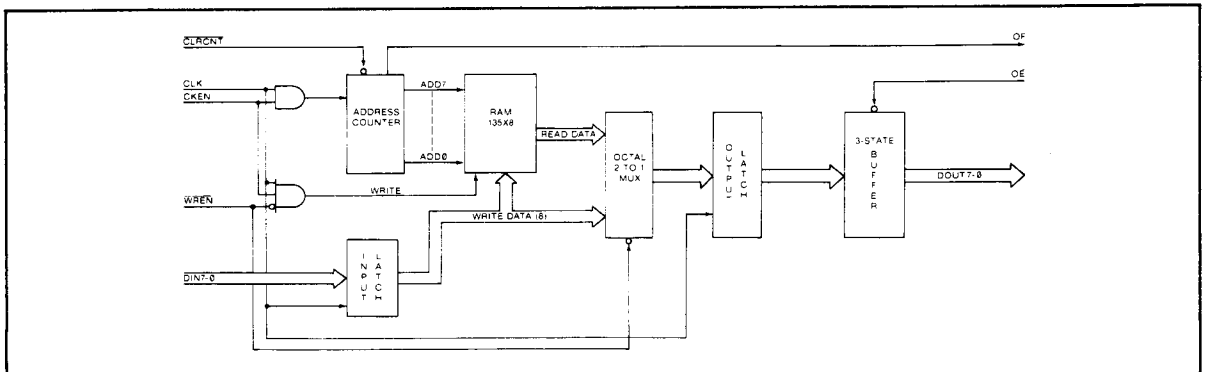 CLRCNT
OF
CLK
CKEN
OE
ADDRESS
COUNTER
ADD7
ADD0
RAM
135X8
READ DATA
OCTAL
2 TO 1
MUX
OUTPUT
LATCH
3-STATE
BUFFER
DOUT7-0
WRITE
WREN
WRITE DATA (8)
DIN7-0
INPUT
LATCH